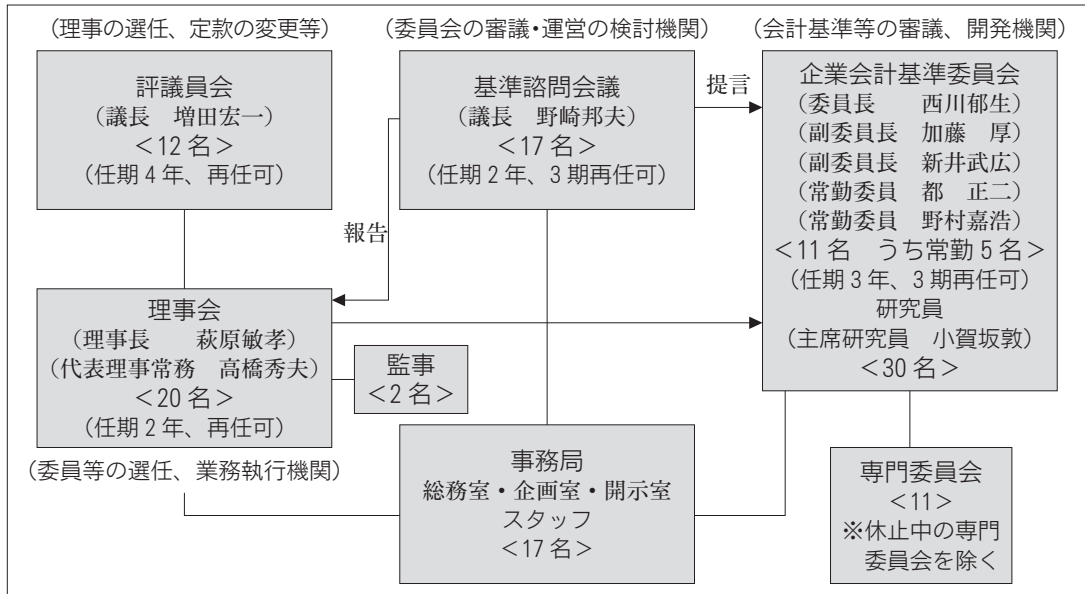 (理事の選任、定款の変更等)
評議員会
(議長 増田宏一)
<12名>
(任期4年、再任可)
(委員会の審議・運営の検討機関)
基準諮問会議
(議長 野崎邦夫)
<17名>
(任期2年、3期再任可)
提言
報告
(会計基準等の審議、開発機関)
企業会計基準委員会
(委員長 西川郁生)
(副委員長 加藤 厚)
(副委員長 新井武広)
(常勤委員 都 正二)
(常勤委員 野村嘉浩)
<11名 うち常勤5名>
(任期3年、3期再任可)
研究員
(主席研究員 小賀坂敦)
<30名>
理事会
(理事長 萩原敏孝)
(代表理事常務 高橋秀夫)
<20名>
(任期2年、再任可)
(委員等の選任、業務執行機関)
監事
<2名>
事務局
総務室・企画室・開示室
スタッフ
<17名>
専門委員会
<11>
※休止中の専門
委員会を除く